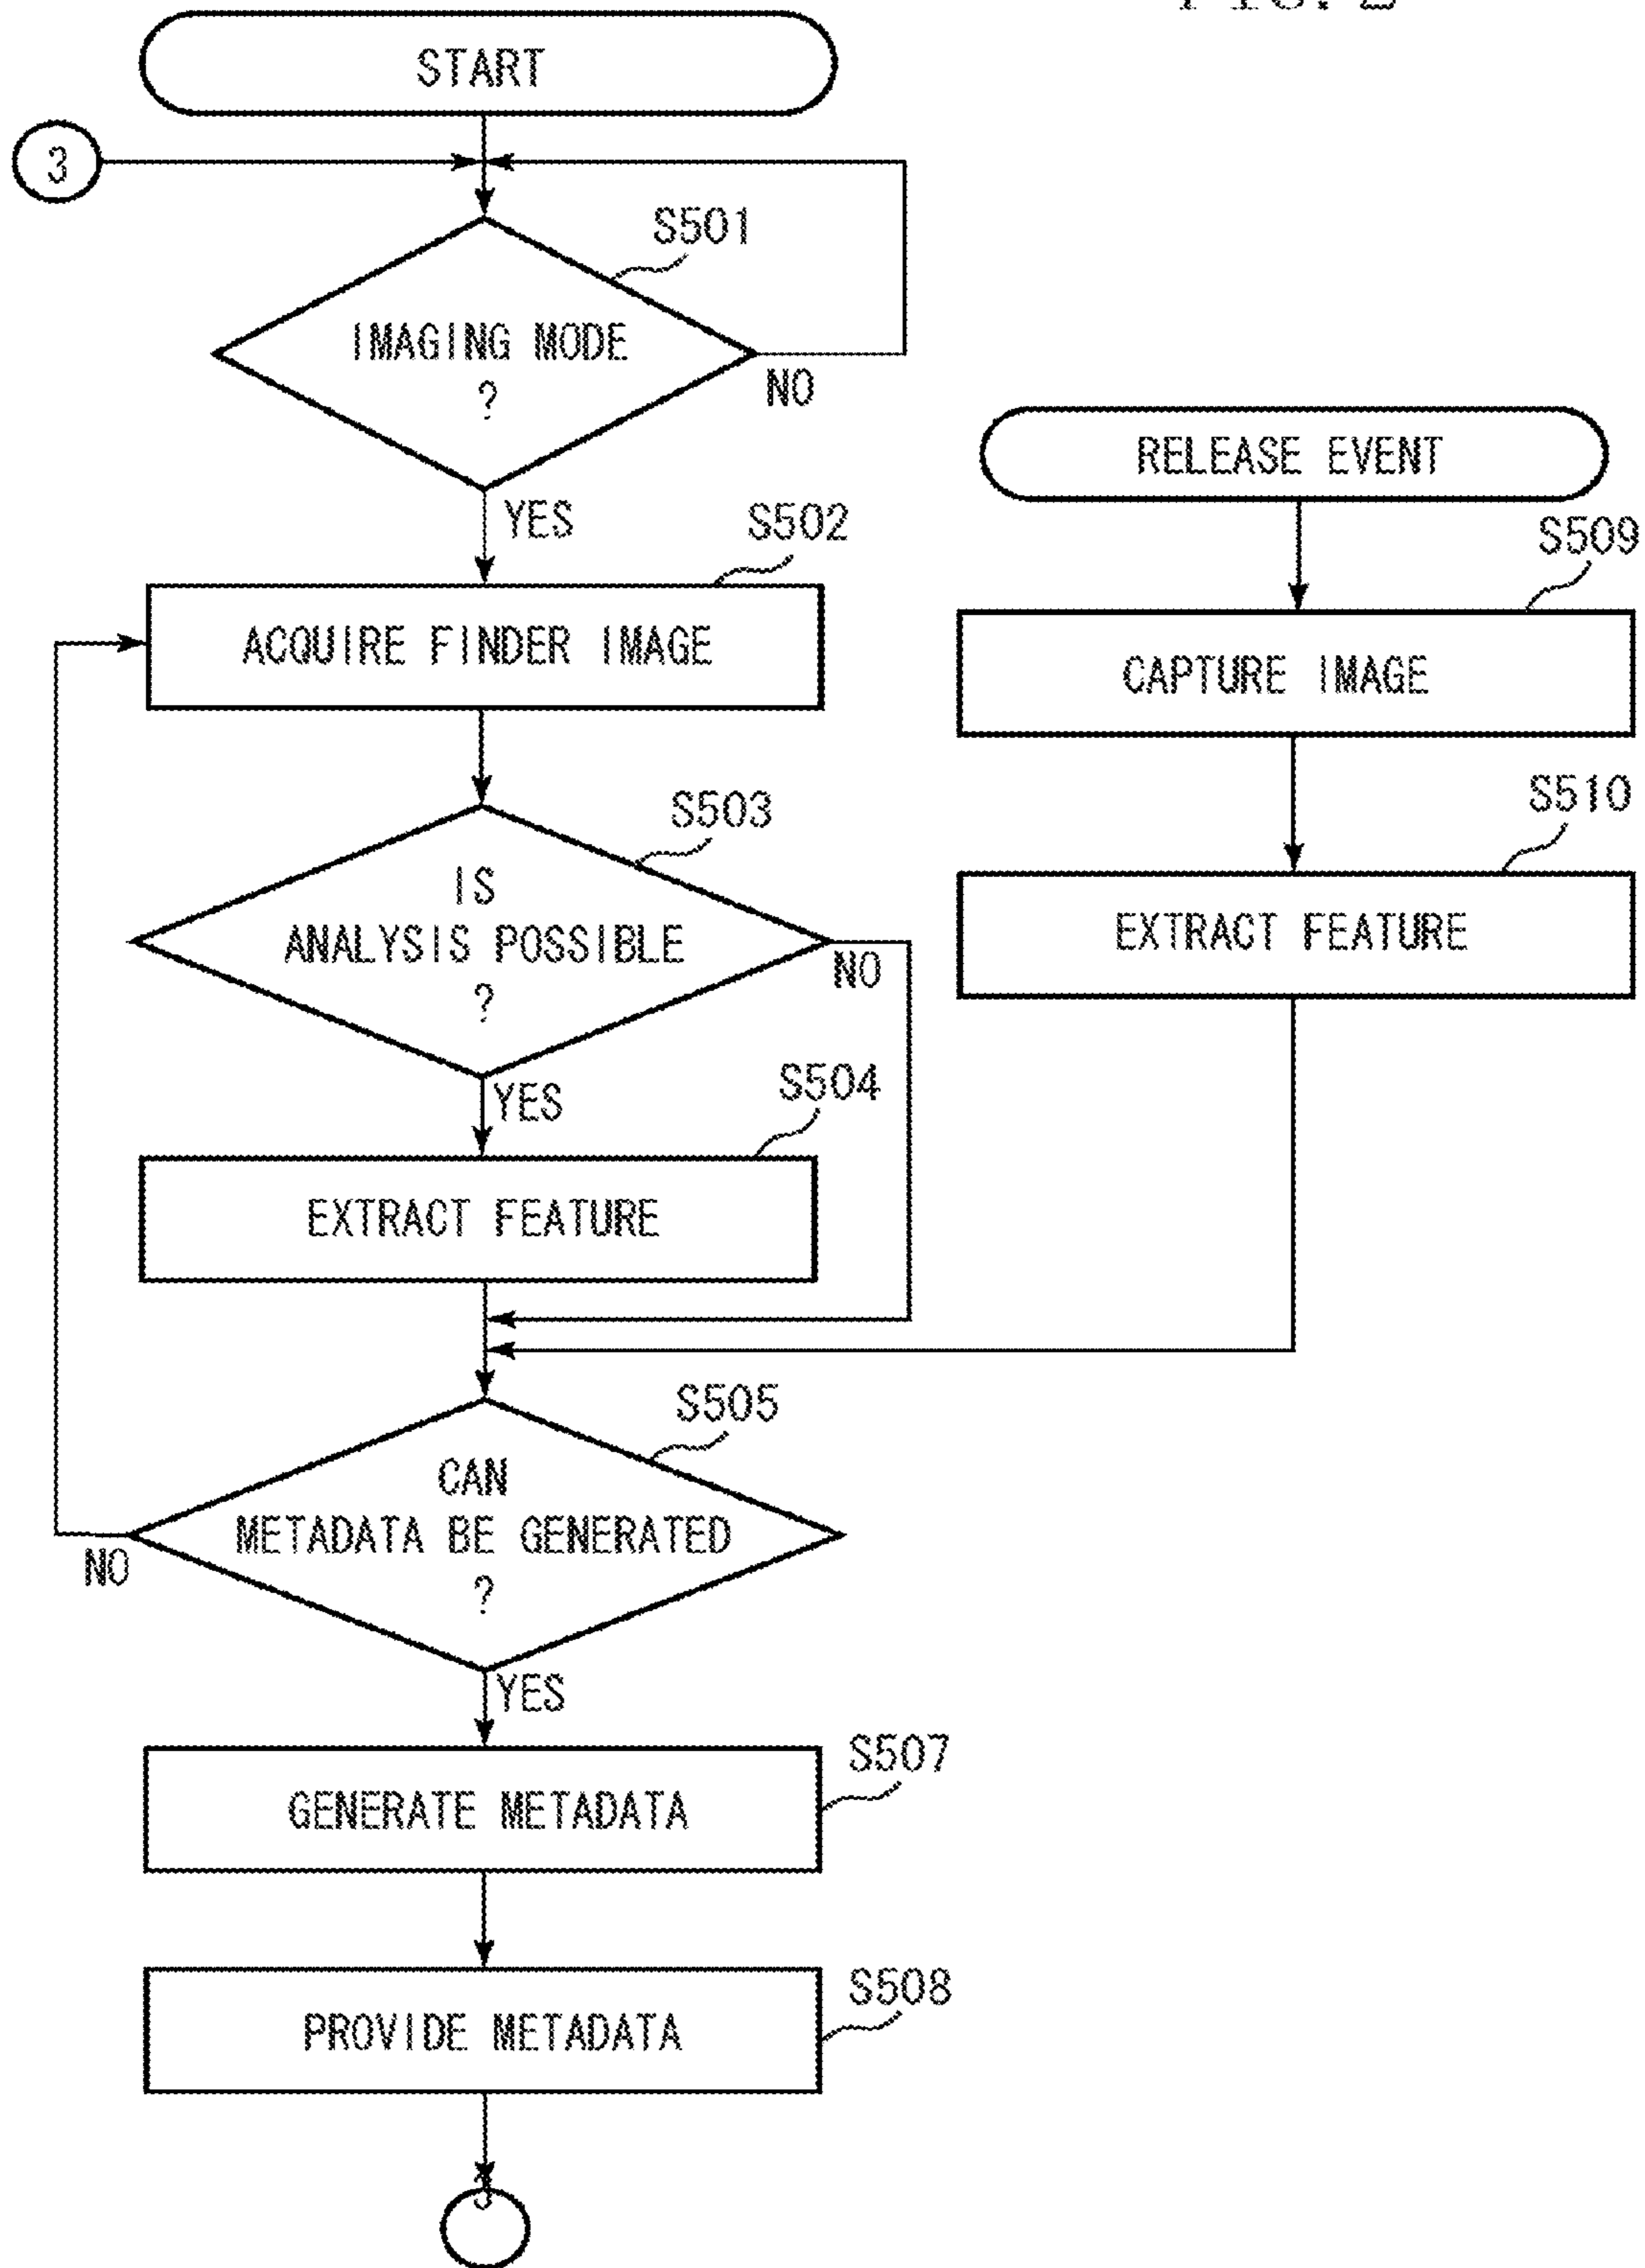 FIG. 2
START
3
S501
IMAGING MODE
?
NO
YES
RELEASE EVENT
S502
S509
ACQUIRE FINDER IMAGE
CAPTURE IMAGE
S503
S510
IS
ANALYSIS POSSIBLE
?
NO
EXTRACT FEATURE
YES
S504
EXTRACT FEATURE
S505
CAN
METADATA BE GENERATED
?
NO
YES
S507
GENERATE METADATA
S508
PROVIDE METADATA
3